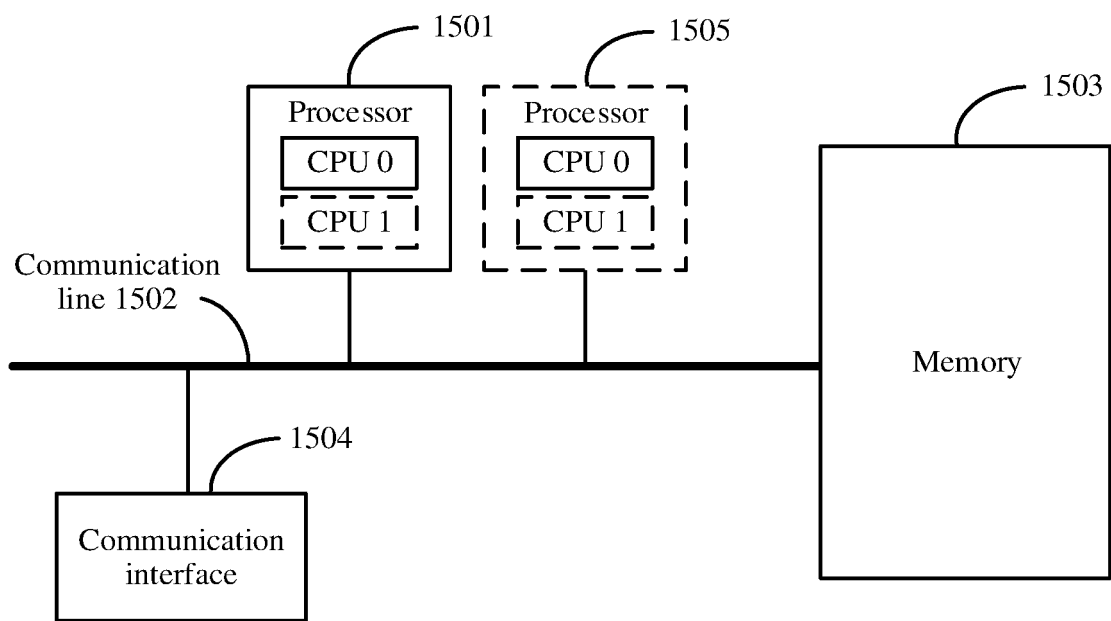 1501
1505
1503
Processor
CPU 0
CPU 1
Processor
CPU 0
CPU 1
Communication
line 1502
Memory
1504
Communication
interface